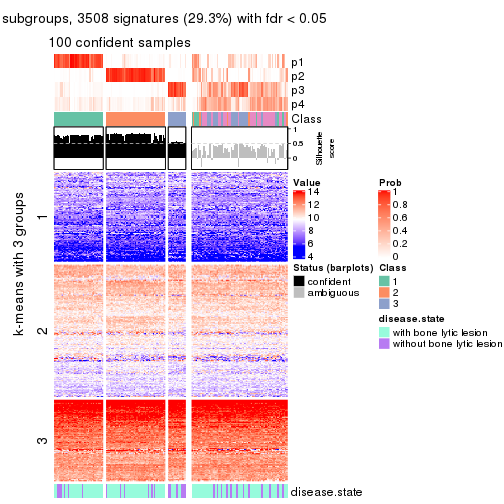 subgroups, 3508 signatures (29.3%) with fdr < 0.05
100 confident samples
p1
p2
p3
p4
Class
1
0.5
0
Silhouette
score
k-means with 3 groups
1
2
3
Value
14
12
10
8
6
4
Prob
1
0.8
0.6
0.4
0.2
0
Status (barplots)
confident
ambiguous
Class
1
2
3
disease.state
with bone lytic lesion
without bone lytic lesion
disease.state